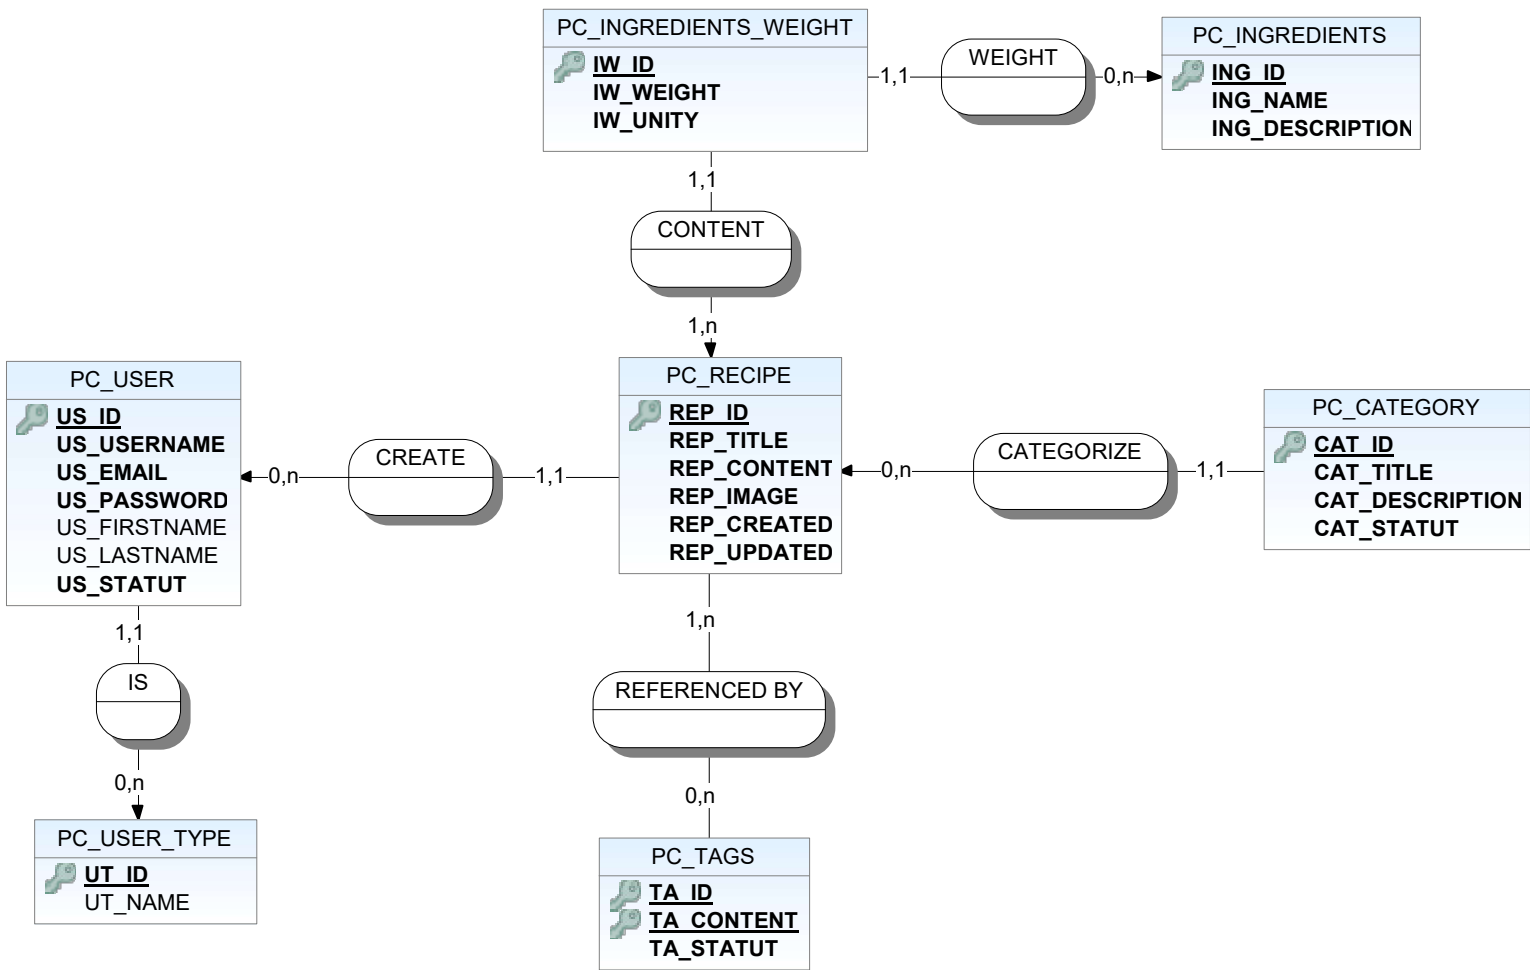 PC_INGREDIENTS_WEIGHT
IW_ID
IW_WEIGHT
IW_UNITY
1,1
WEIGHT
0,n
PC_INGREDIENTS
ING_ID
ING_NAME
ING_DESCRIPTION
1,1
CONTENT
1,n
PC_USER
US_ID
US_USERNAME
US_EMAIL
US_PASSWORD
US_FIRSTNAME
US_LASTNAME
US_STATUT
0,n
CREATE
1,1
PC_RECIPE
REP_ID
REP_TITLE
REP_CONTENT
REP_IMAGE
REP_CREATED
REP_UPDATED
0,n
CATEGORIZE
1,1
PC_CATEGORY
CAT_ID
CAT_TITLE
CAT_DESCRIPTION
CAT_STATUT
1,1
IS
0,n
PC_USER_TYPE
UT_ID
UT_NAME
1,n
REFERENCED BY
0,n
PC_TAGS
TA_ID
TA_CONTENT
TA_STATUT